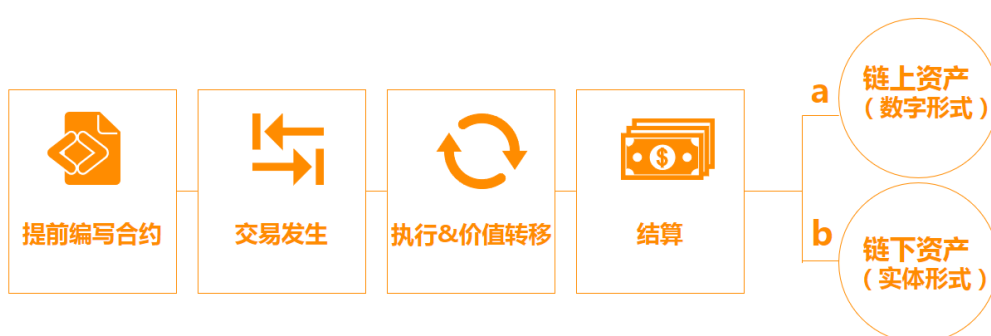 提前编写合约
交易发生
执行&价值转移
$
结算
a
链上资产
（数字形式）
b
链下资产
（实体形式）